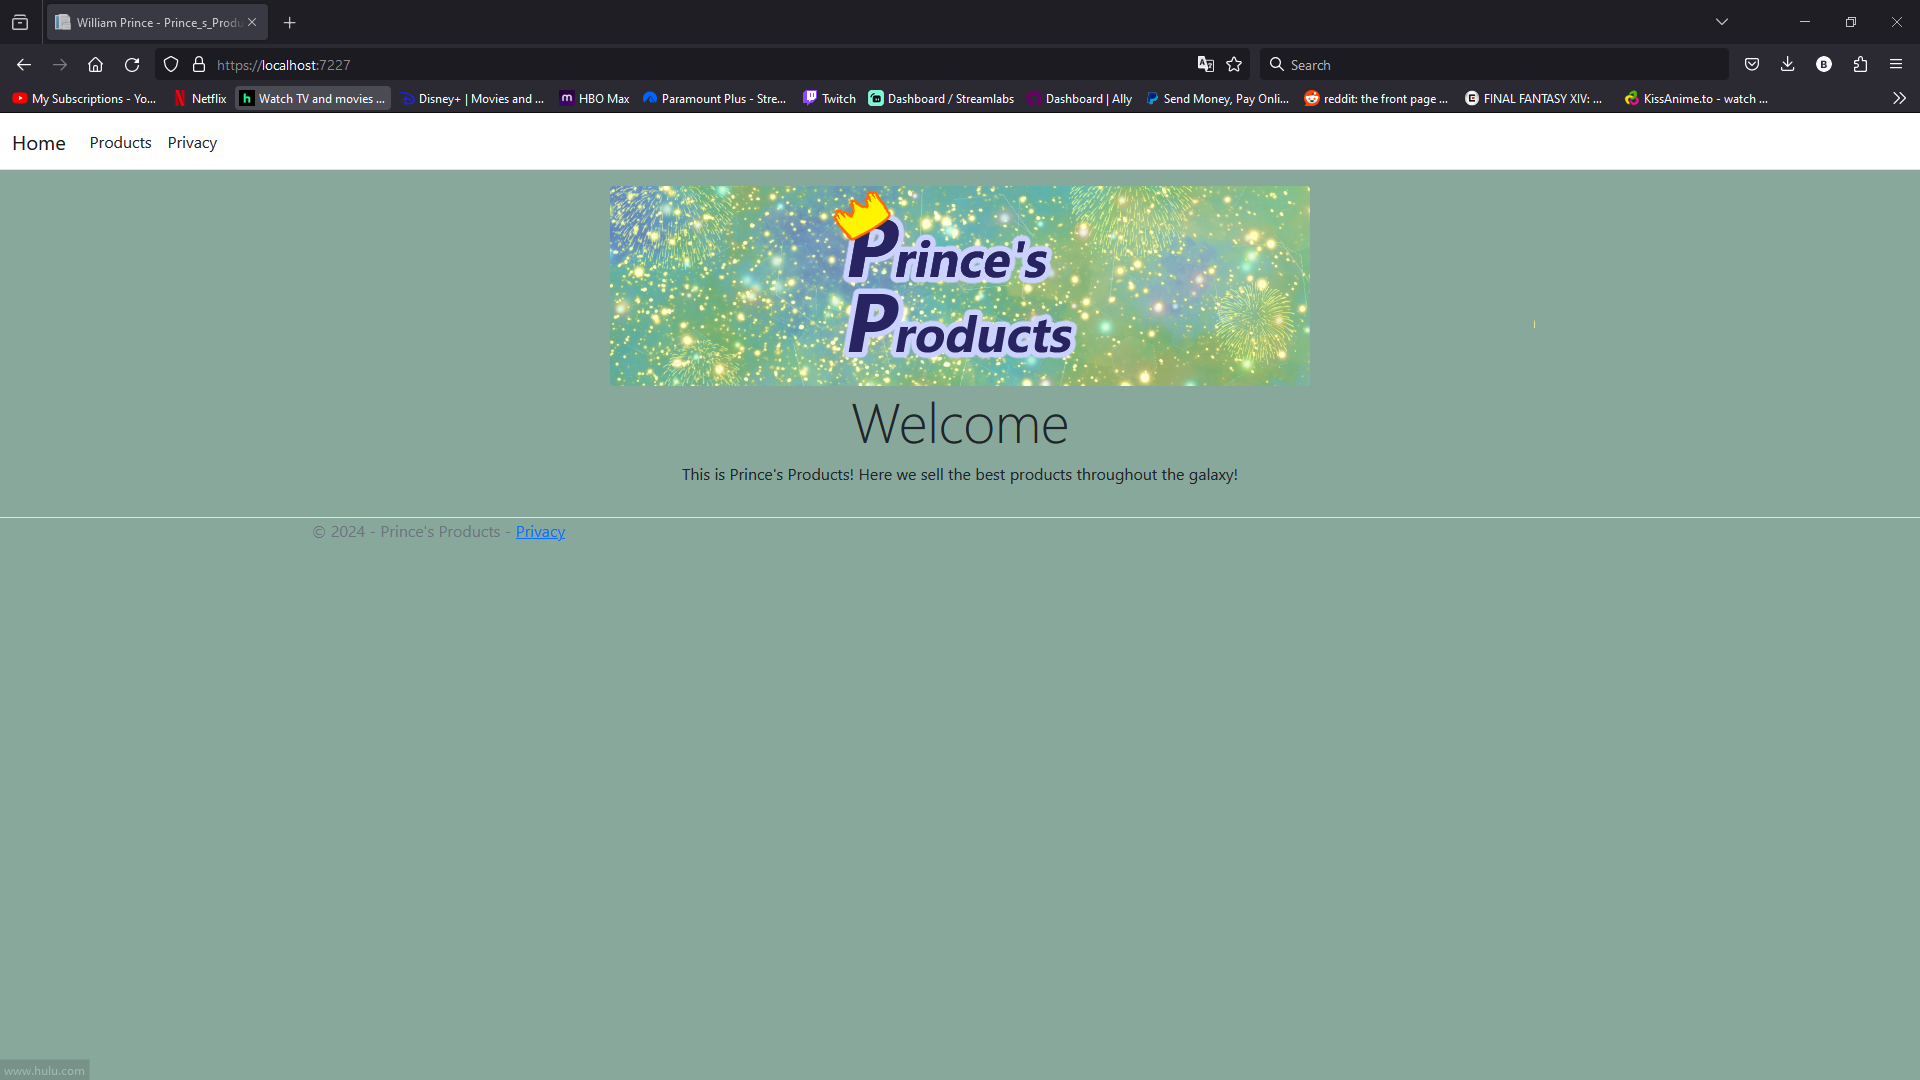 William Prince - Prince_s_Produ
https://localhost:7227
Search
My Subscriptions - Yo...
Netflix
Watch TV and movies ...
Disney+ | Movies and ...
HBO Max
Paramount Plus - Stre...
Twitch
Dashboard / Streamlabs
Dashboard | Ally
Send Money, Pay Onli...
reddit: the front page ...
FINAL FANTASY XIV: ...
KissAnime.to - watch ...
Home Products Privacy
Prince's
Products
Welcome
This is Prince's Products! Here we sell the best products throughout the galaxy!
© 2024 - Prince's Products - Privacy
www.hulu.com